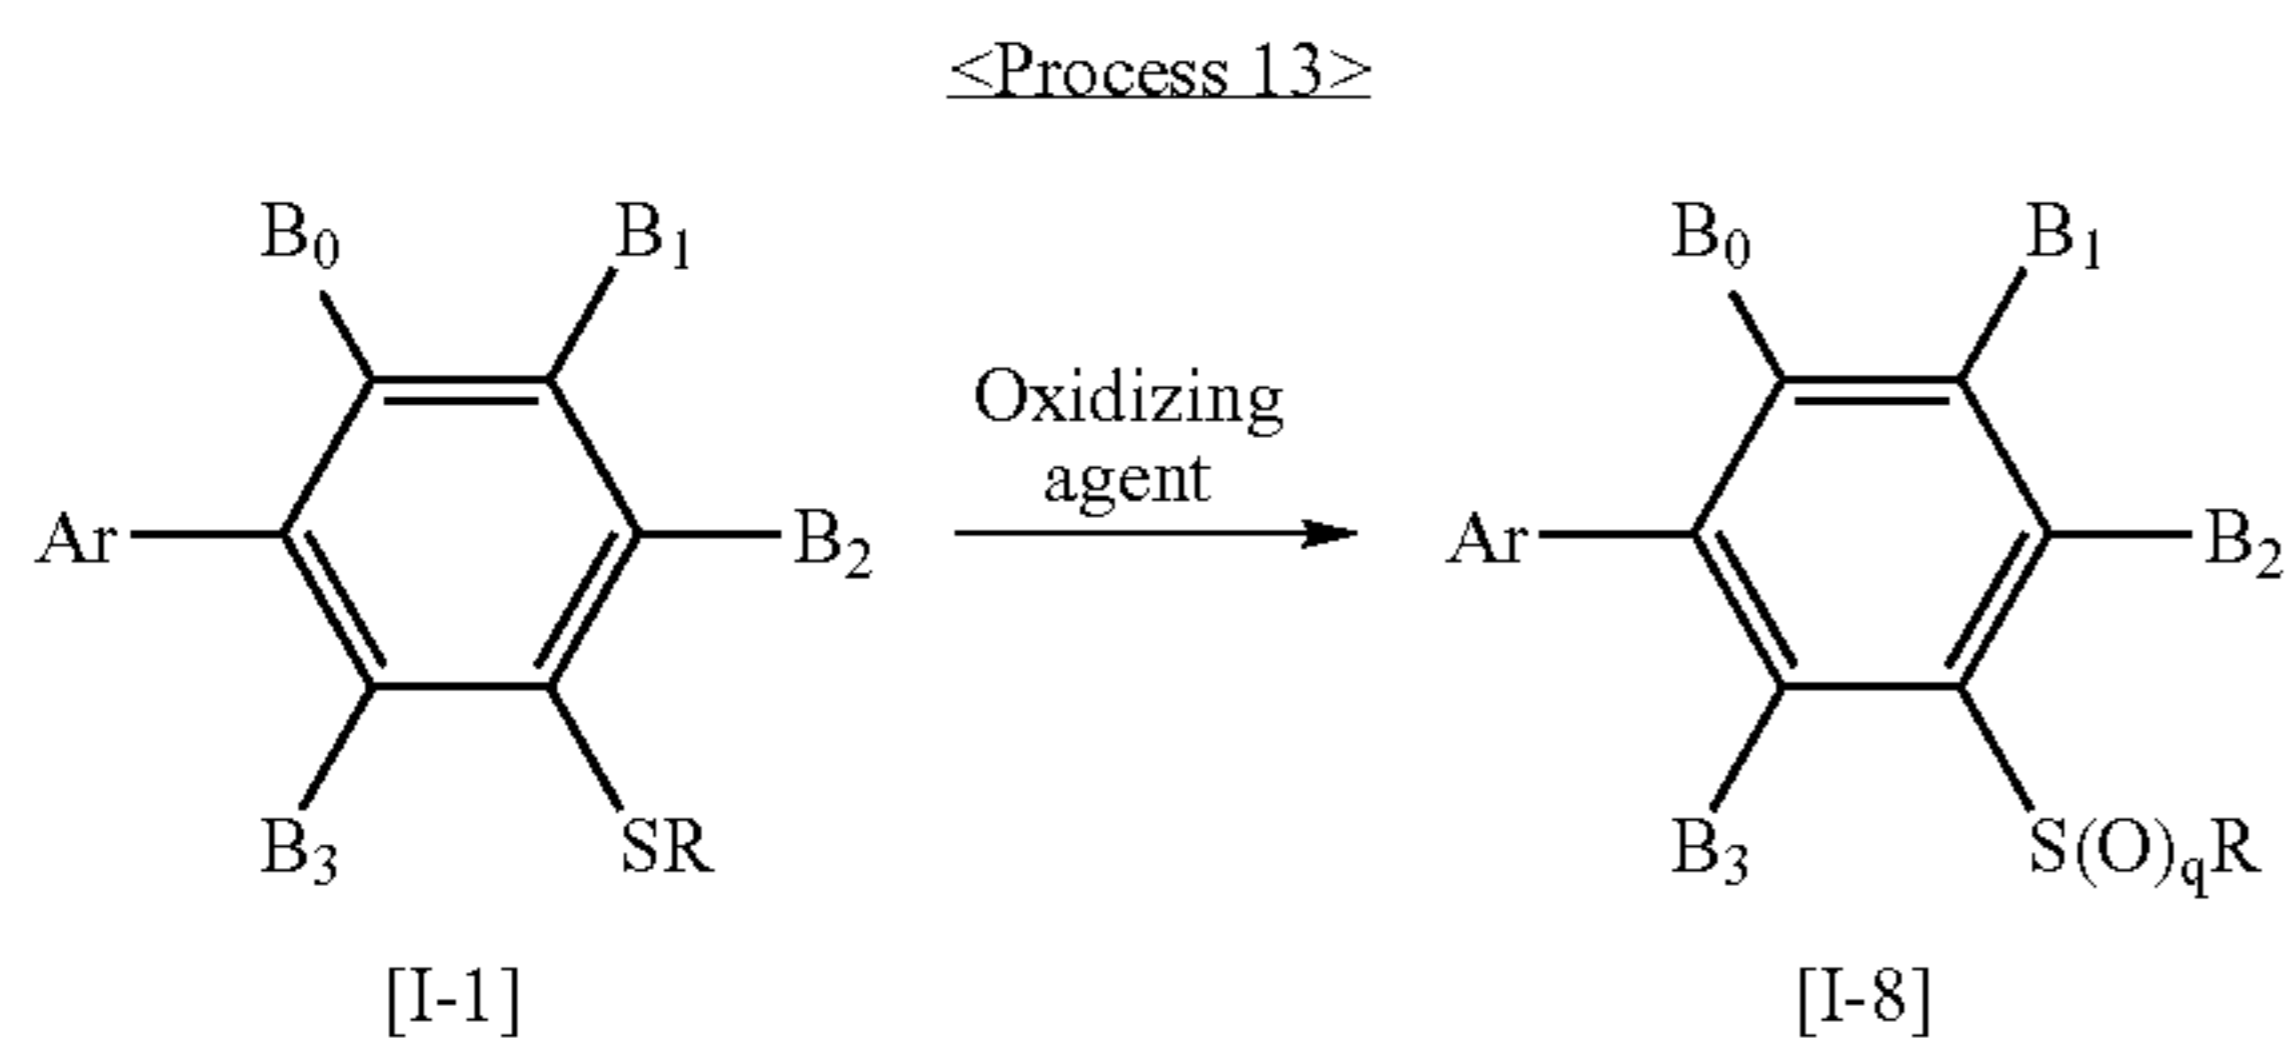 <Process 13>
B₀ B₁ B₀ B₁
Oxidizing
agent
Ar B₂ Ar B₂
B₃ SR B₃ S(O)qR
[I-1] [I-8]